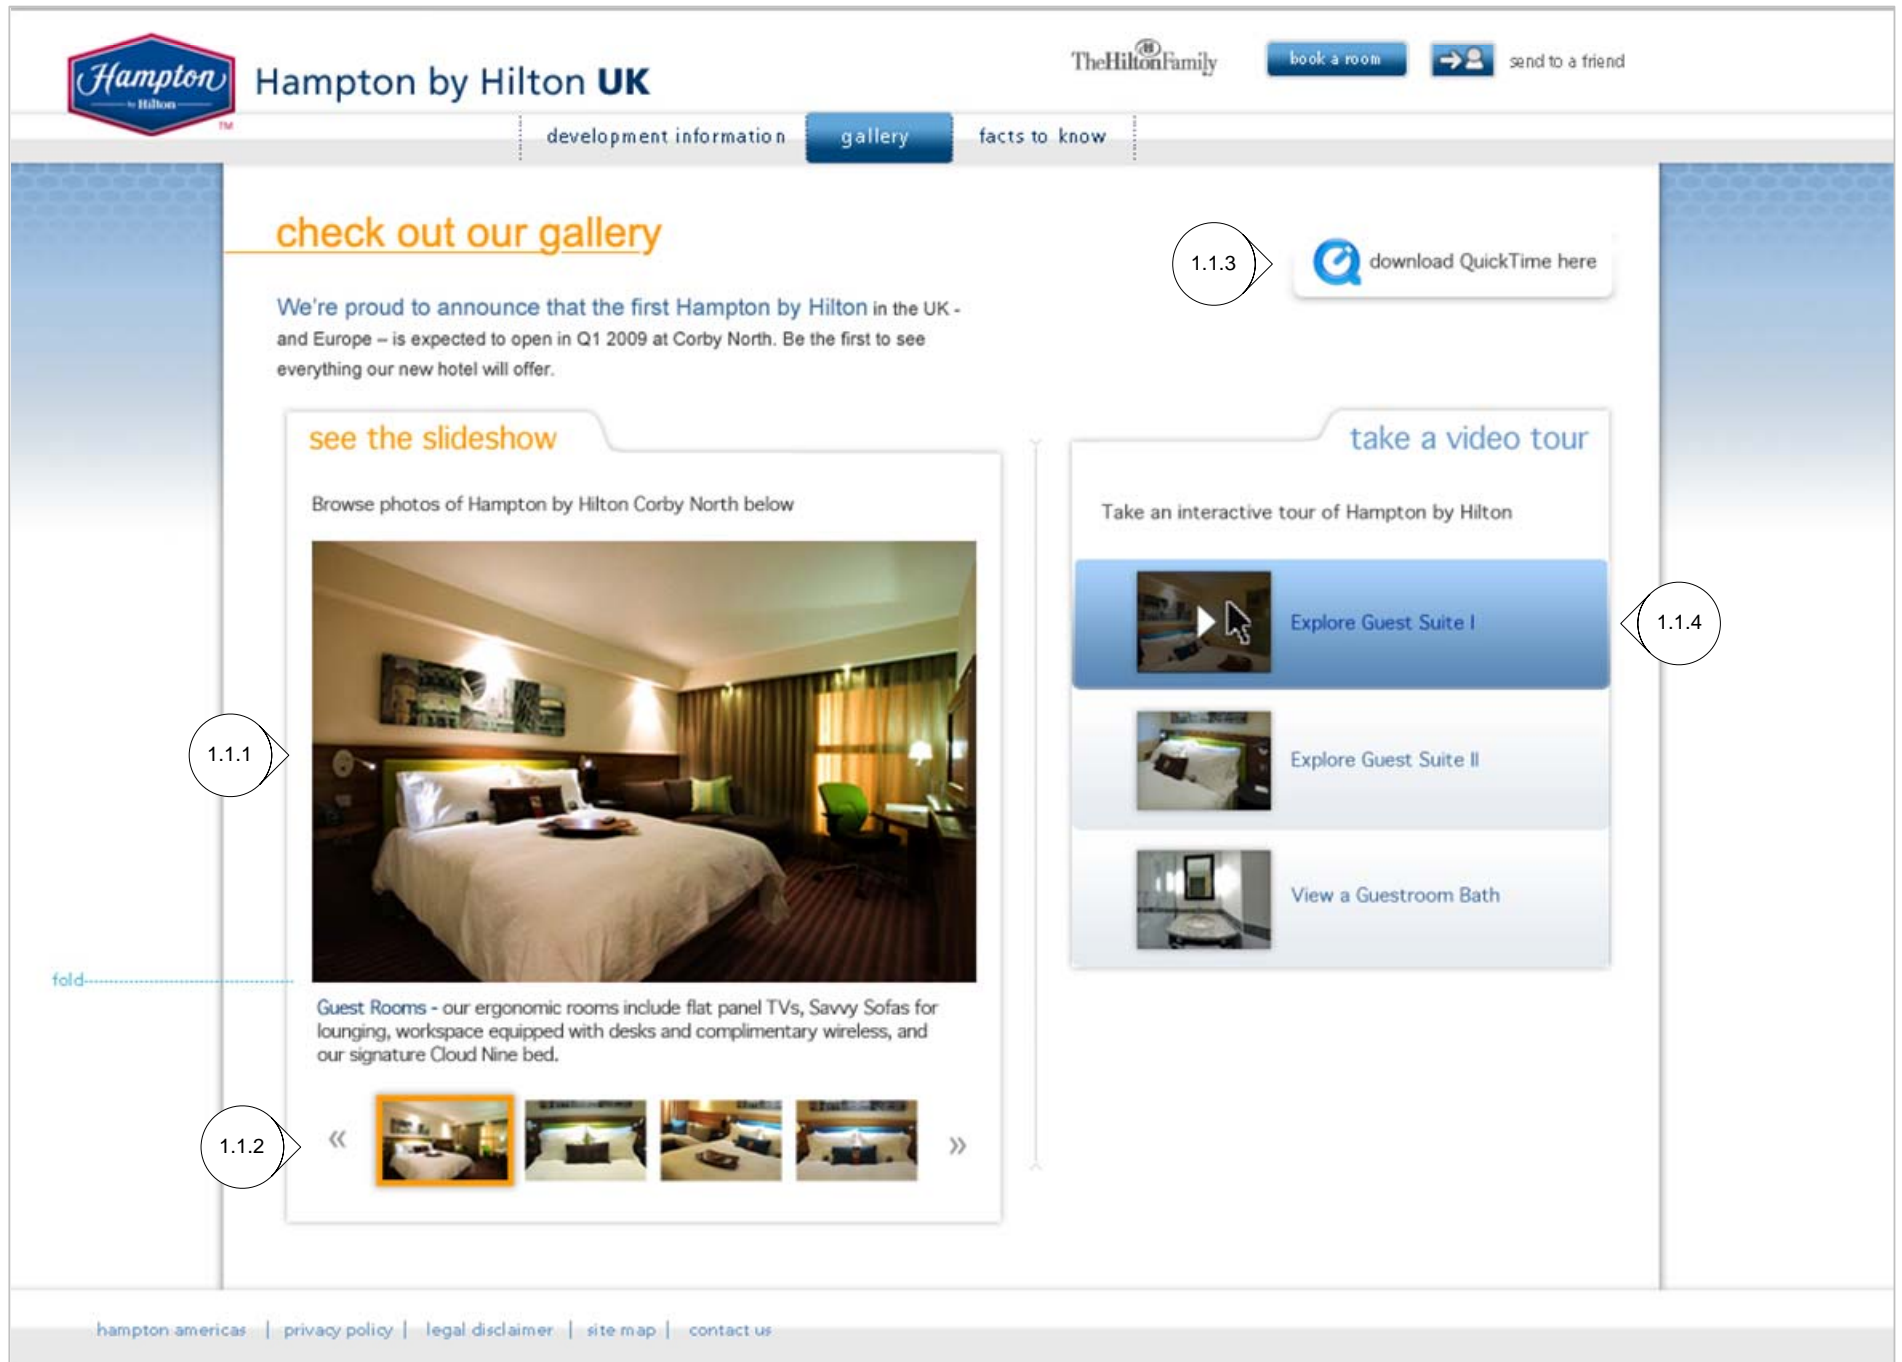 Hampton
by Hilton
TM
Hampton by Hilton UK
TheHiltonFamily
book a room
send to a friend
development information
gallery
facts to know
check out our gallery
1.1.3
download QuickTime here
We're proud to announce that the first Hampton by Hilton in the UK -
and Europe – is expected to open in Q1 2009 at Corby North. Be the first to see
everything our new hotel will offer.
see the slideshow
Browse photos of Hampton by Hilton Corby North below
1.1.1
fold
Guest Rooms - our ergonomic rooms include flat panel TVs, Savvy Sofas for
lounging, workspace equipped with desks and complimentary wireless, and
our signature Cloud Nine bed.
1.1.2
«
»
take a video tour
Take an interactive tour of Hampton by Hilton
Explore Guest Suite I
1.1.4
Explore Guest Suite II
View a Guestroom Bath
hampton americas | privacy policy | legal disclaimer | site map | contact us